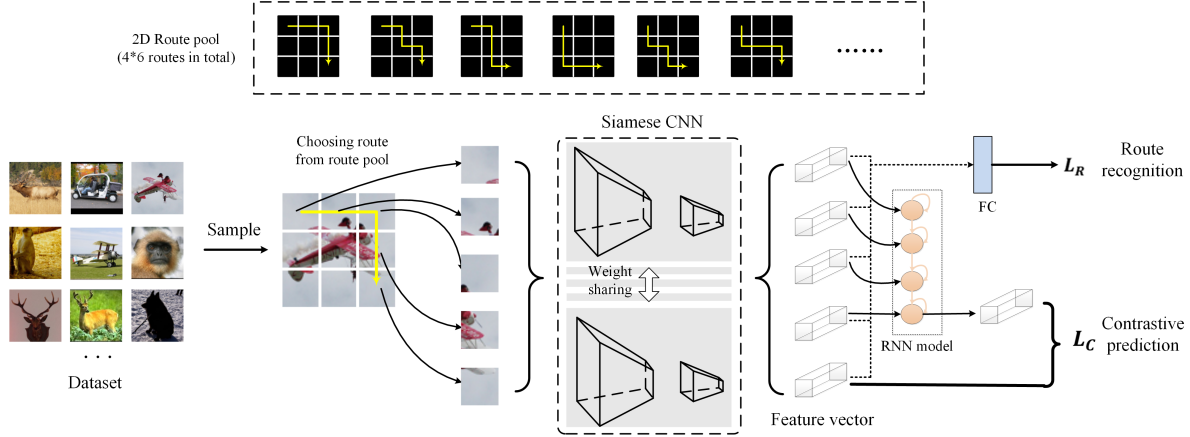 2D Route pool
(4*6 routes in total)
......
Siamese CNN
Choosing route
from route pool
Sample
Weight
sharing
FC
L_R
Route
recognition
RNN model
L_C
Contrastive
prediction
. . .
Dataset
Feature vector